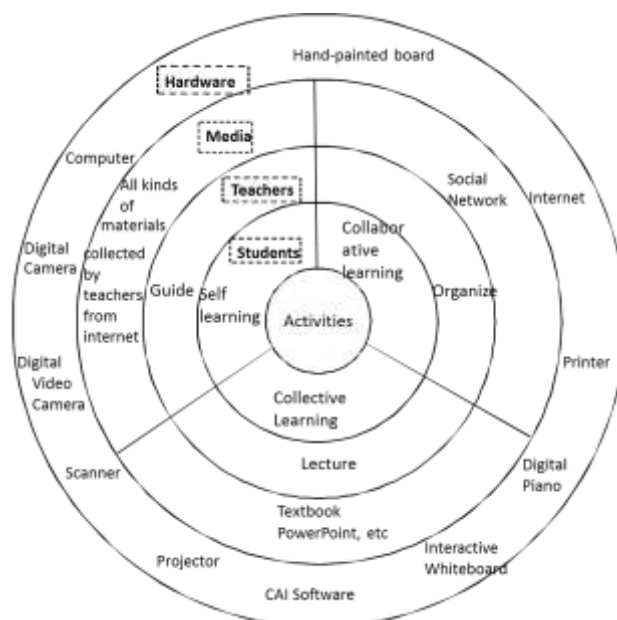 Hand-painted board
Hardware
Media
Computer
All kinds
of
materials
Teachers
Social
Network
Internet
Students
Collabor
ative
learning
Digital
Camera
collected
by
teachers
from
internet
Guide
Self
learning
Activities
Organize
Digital
Video
Camera
Printer
Collective
Learning
Scanner
Lecture
Digital
Piano
Textbook
PowerPoint, etc
Interactive
Whiteboard
Projector
CAI Software